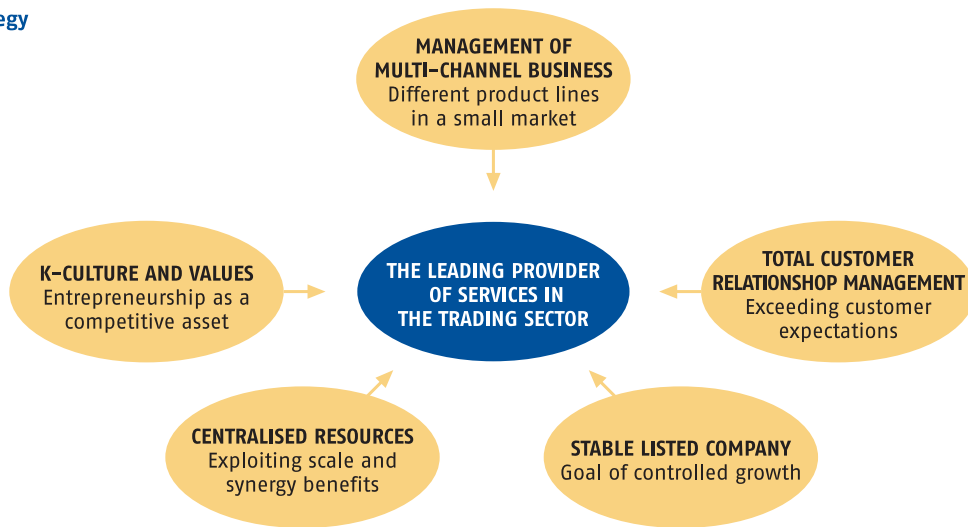 egy
MANAGEMENT OF
MULTI-CHANNEL BUSINESS
Different product lines
in a small market
K-CULTURE AND VALUES
Entrepreneurship as a
competitive asset
THE LEADING PROVIDER
OF SERVICES IN
THE TRADING SECTOR
TOTAL CUSTOMER
RELATIONSHOP MANAGEMENT
Exceeding customer
expectations
CENTRALISED RESOURCES
Exploiting scale and
synergy benefits
STABLE LISTED COMPANY
Goal of controlled growth